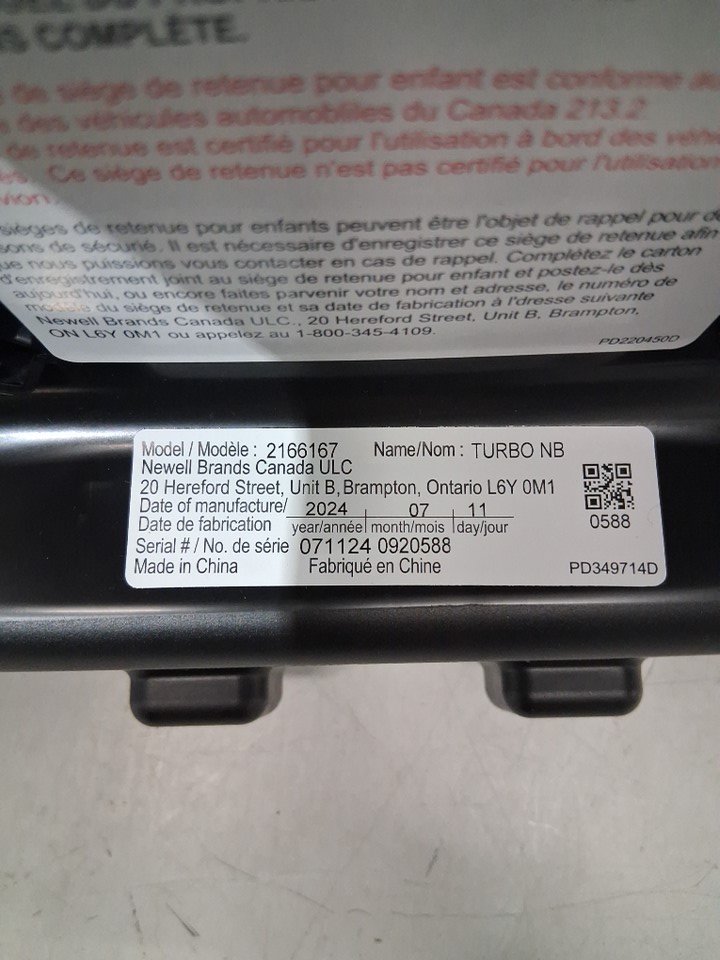 S COMPLÈTE.
de siège de retenue pour enfant est conforme au
des véhicules automobiles du Canada 213.2
de retenue est certifié pour l'utilisation à bord des véhi
Ce siège de retenue n'est pas certifié pour l'utilisation
vion.
sièges de retenue pour enfants peuvent être l'objet de rappel pour d
sons de sécurié. Il est nécessaire d'enregistrer ce siège de retenue afin
que nous puissions vous contacter en cas de rappel. Complétez le carton
d'enregistrement joint au siège de retenue pour enfant et postez-le dès
aujourd'hui, ou encore faites parvenir votre nom et adresse, le numéro de
modèle du siège de retenue et sa date de fabrication à l'dresse suivante
Newell Brands Canada ULC., 20 Hereford Street, Unit B, Brampton,
ON L6Y 0M1 ou appelez au 1-800-345-4109.
PD220450D
Model / Modèle : 2166167 Name/Nom : TURBO NB
Newell Brands Canada ULC
20 Hereford Street, Unit B, Brampton, Ontario L6Y 0M1
Date of manufacture/ 2024 07 11
Date de fabrication year/année month/mois day/jour
0588
Serial # / No. de série 071124 0920588
Made in China Fabriqué en Chine PD349714D